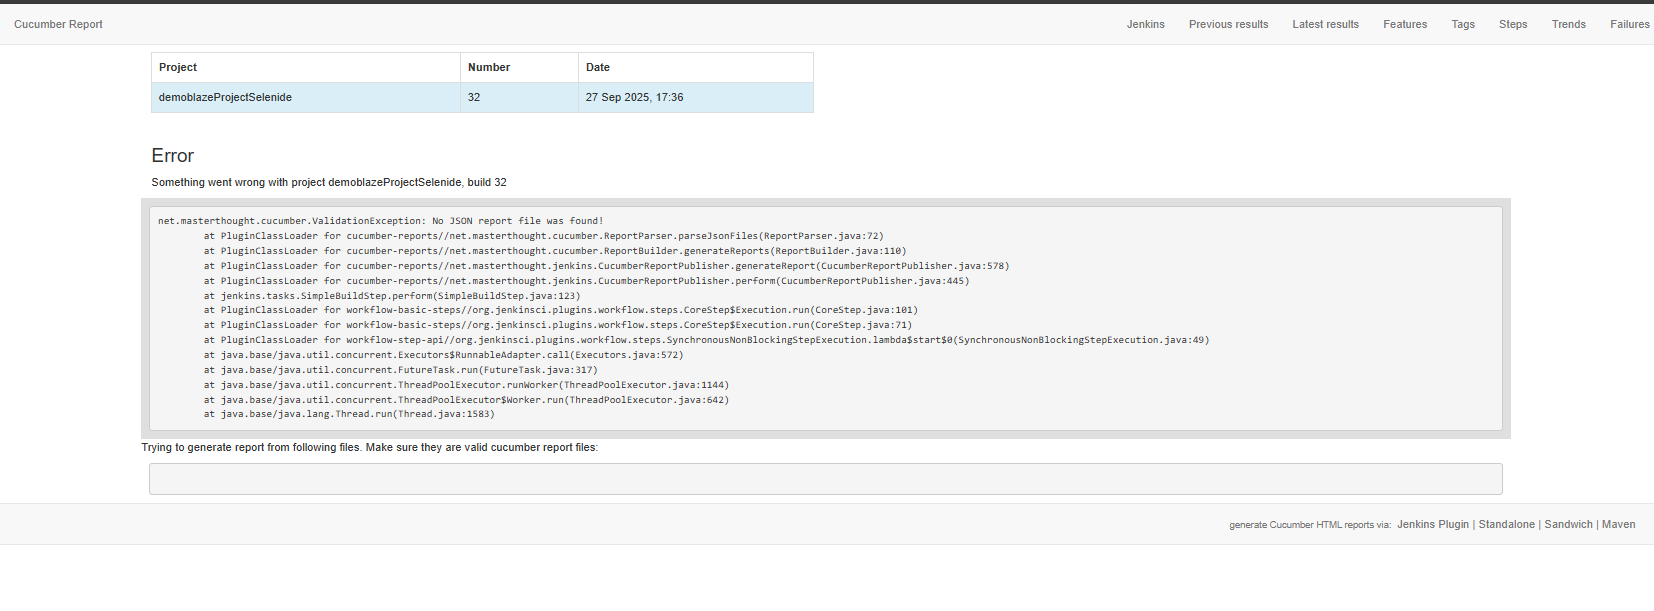 Cucumber Report
Jenkins Previous results Latest results Features Tags Steps Trends Failures
Project Number Date
demoblazeProjectSelenide 32 27 Sep 2025, 17:36
Error
Something went wrong with project demoblazeProjectSelenide, build 32
net.masterthought.cucumber.ValidationException: No JSON report file was found!
at PluginClassLoader for cucumber-reports//net.masterthought.cucumber.ReportParser.parseJsonFiles(ReportParser.java:72)
at PluginClassLoader for cucumber-reports//net.masterthought.cucumber.ReportBuilder.generateReports(ReportBuilder.java:110)
at PluginClassLoader for cucumber-reports//net.masterthought.jenkins.CucumberReportPublisher.generateReport(CucumberReportPublisher.java:578)
at PluginClassLoader for cucumber-reports//net.masterthought.jenkins.CucumberReportPublisher.perform(CucumberReportPublisher.java:445)
at jenkins.tasks.SimpleBuildStep.perform(SimpleBuildStep.java:123)
at PluginClassLoader for workflow-basic-steps//org.jenkinsci.plugins.workflow.steps.CoreStep$Execution.run(CoreStep.java:101)
at PluginClassLoader for workflow-basic-steps//org.jenkinsci.plugins.workflow.steps.CoreStep$Execution.run(CoreStep.java:71)
at PluginClassLoader for workflow-step-api//org.jenkinsci.plugins.workflow.steps.SynchronousNonBlockingStepExecution.lambda$start$0(SynchronousNonBlockingStepExecution.java:49)
at java.base/java.util.concurrent.Executors$RunnableAdapter.call(Executors.java:572)
at java.base/java.util.concurrent.FutureTask.run(FutureTask.java:317)
at java.base/java.util.concurrent.ThreadPoolExecutor.runWorker(ThreadPoolExecutor.java:1144)
at java.base/java.util.concurrent.ThreadPoolExecutor$Worker.run(ThreadPoolExecutor.java:642)
at java.base/java.lang.Thread.run(Thread.java:1583)
Trying to generate report from following files. Make sure they are valid cucumber report files:
generate Cucumber HTML reports via: Jenkins Plugin | Standalone | Sandwich | Maven